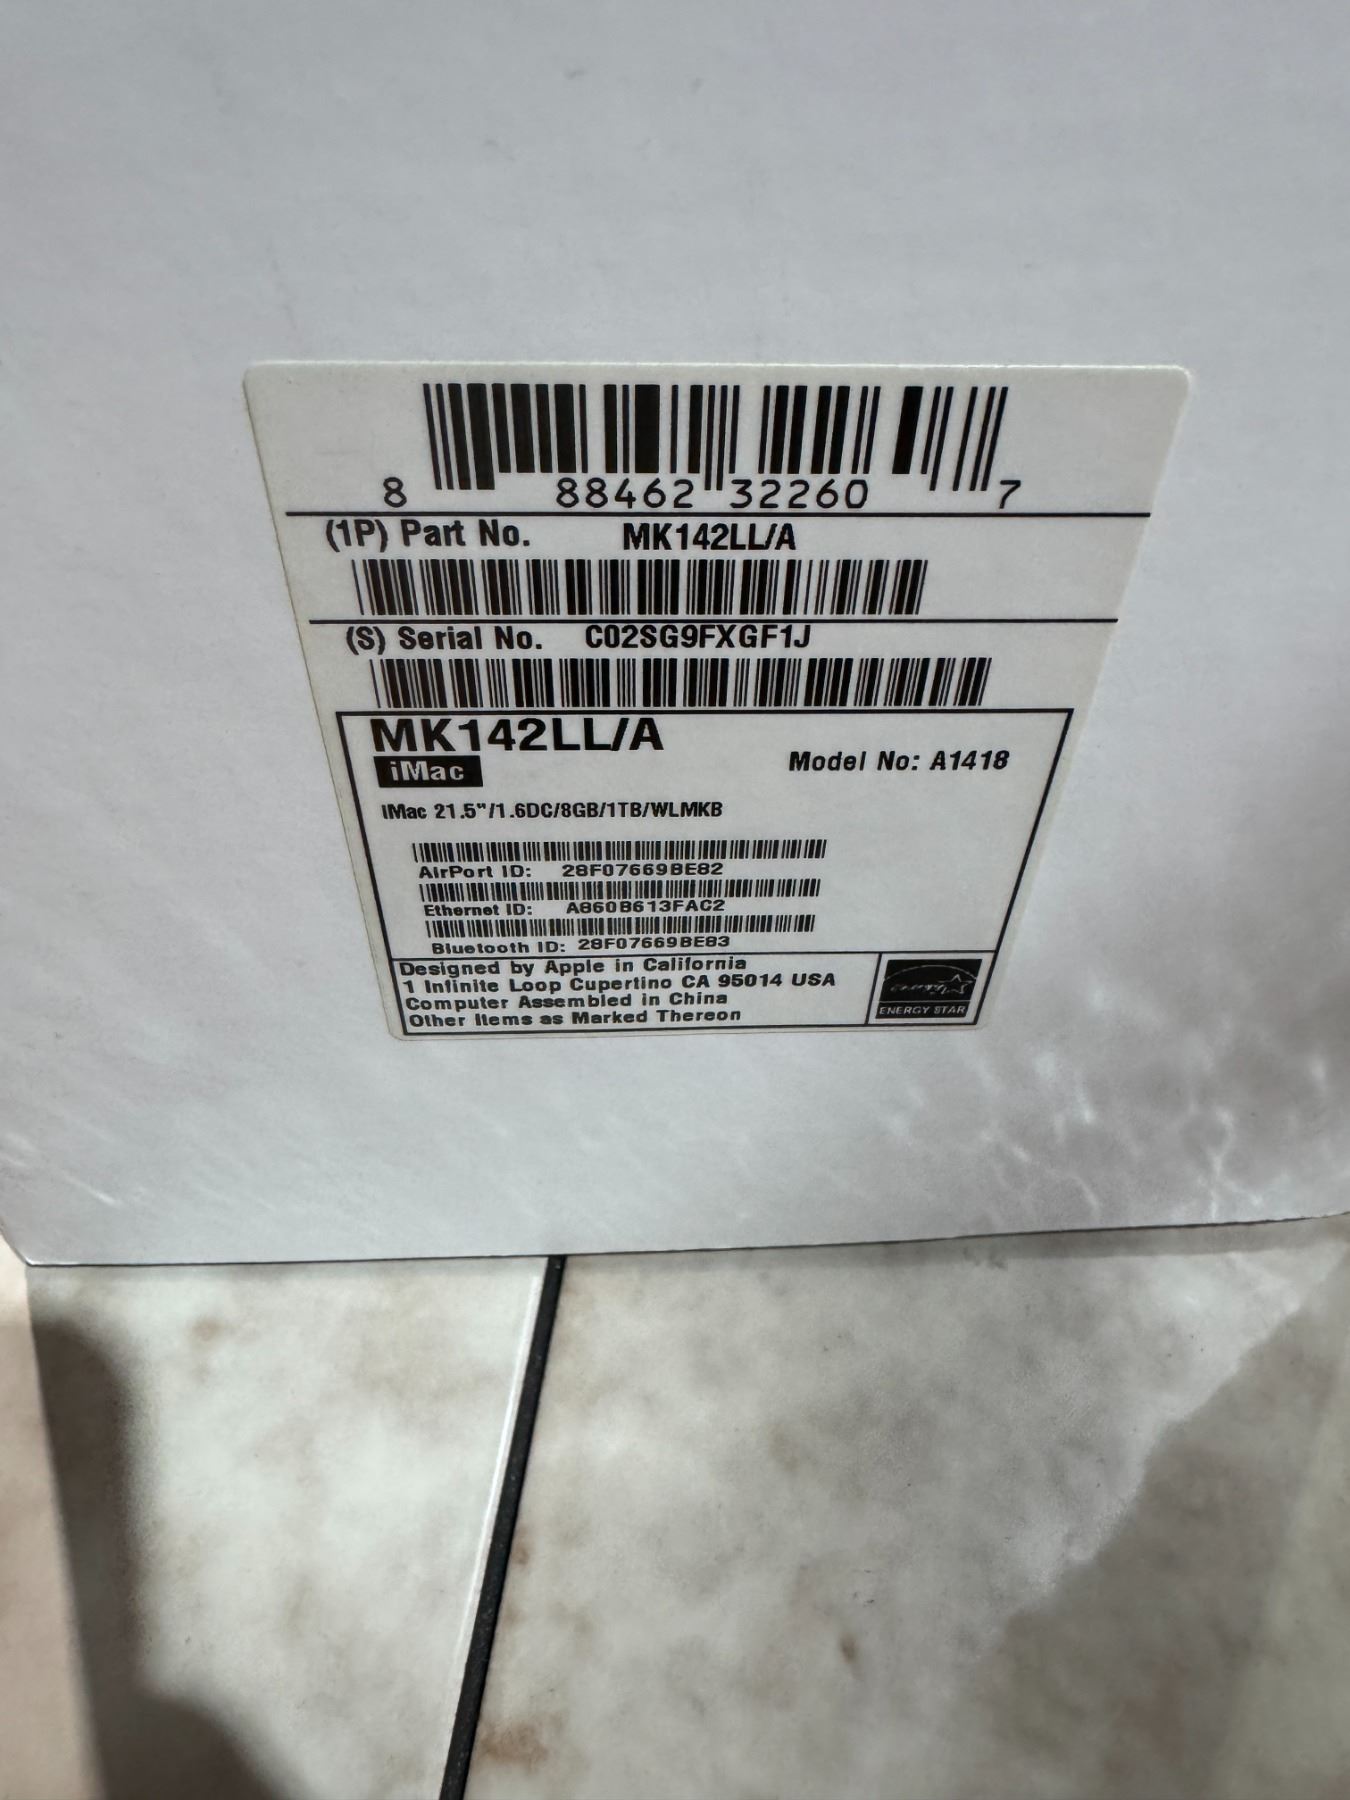 8 88462 32260 7
(1P) Part No. MK142LL/A
(S) Serial No. C02SG9FXGF1J
MK142LL/A
iMac
Model No: A1418
iMac 21.5"/1.6DC/8GB/1TB/WLMKB
AirPort ID: 28F07669BE82
Ethernet ID: A860B613FAC2
Bluetooth ID: 28F07669BE83
Designed by Apple in California
1 Infinite Loop Cupertino CA 95014 USA
Computer Assembled in China
Other Items as Marked Thereon
ENERGY STAR